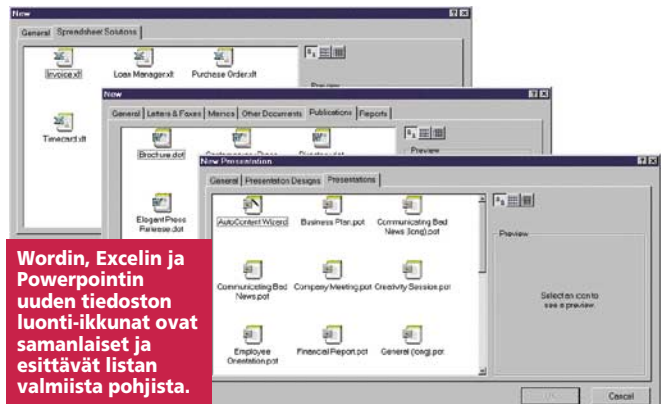 New
General Spreadsheet Solutions
Invoice.xlt Loan Manager.xlt Purchase Order.xlt
Preview
Timecard.xlt
New
General Letters & Faxes Memos Other Documents Publications Reports
Brochure.dot
Preview
Elegant Press
Release.dot
New Presentation
General Presentation Designs Presentations
AutoContent Wizard Business Plan.pot Communicating Bad
News (long).pot
Preview
Communicating Bad
News.pot
Company Meeting.pot Creativity Session.pot
Select an icon to
see a preview.
Employee
Orientation.pot
Financial Report.pot General (long).pot
OK Cancel
Wordin, Excelin ja
Powerpointin
uuden tiedoston
luonti-ikkunat ovat
samanlaiset ja
esittävät listan
valmiista pohjista.